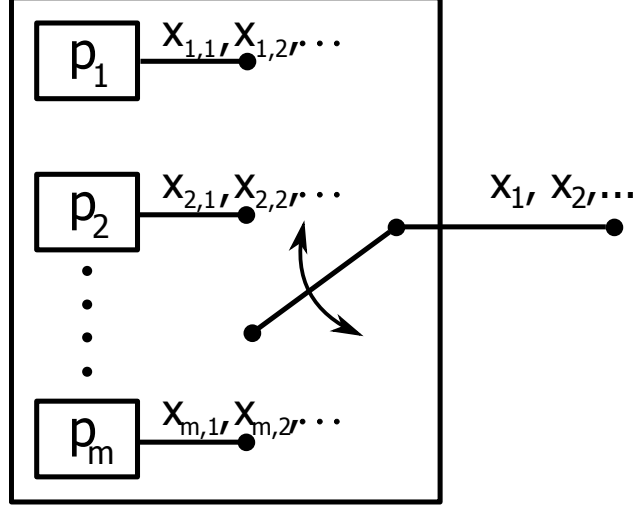 p1 x1,1, x1,2, ...
p2 x2,1, x2,2, ...
x1, x2,...
pm xm,1, xm,2, ...